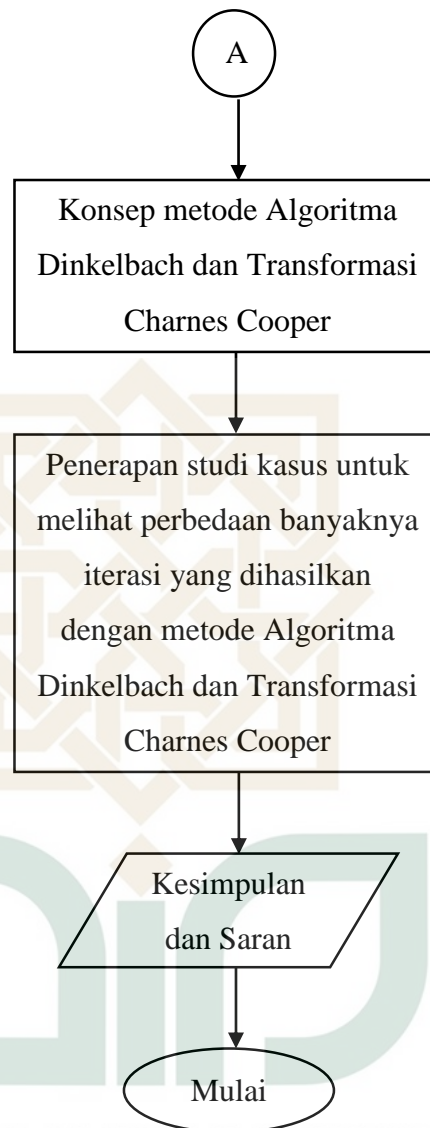 A
Konsep metode Algoritma
Dinkelbach dan Transformasi
Charnes Cooper
Penerapan studi kasus untuk
melihat perbedaan banyaknya
iterasi yang dihasilkan
dengan metode Algoritma
Dinkelbach dan Transformasi
Charnes Cooper
Kesimpulan
dan Saran
Mulai